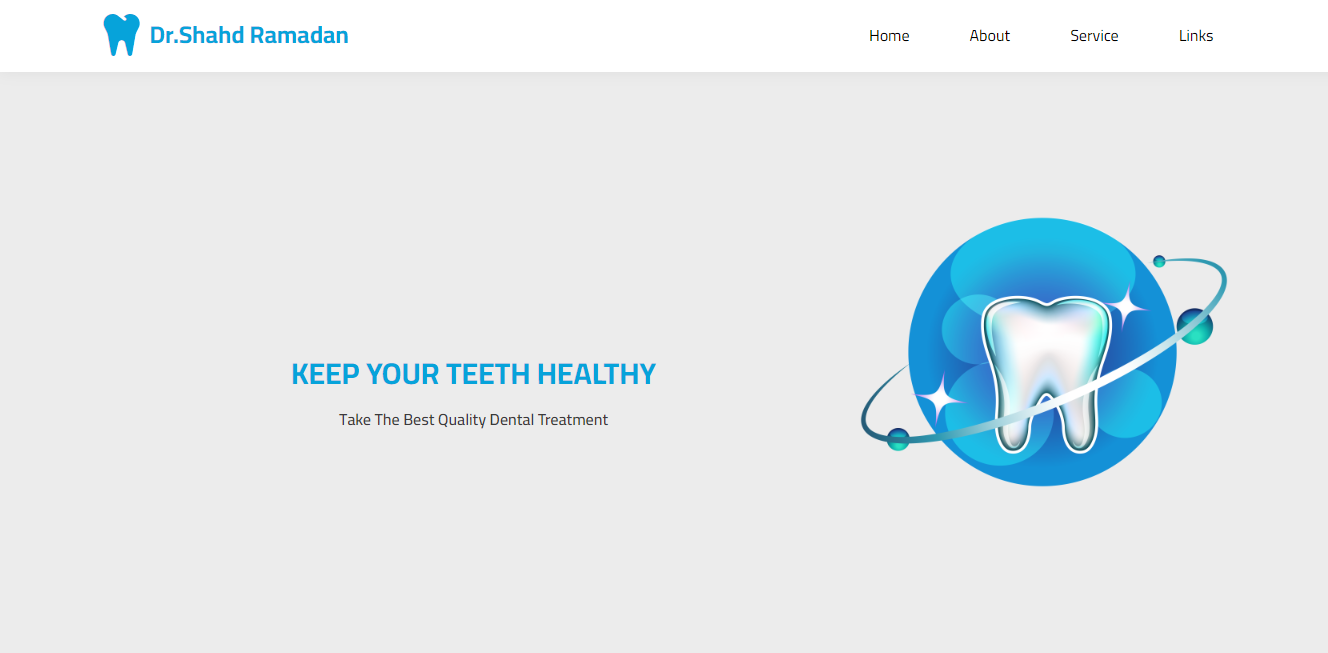 Dr.Shahd Ramadan
Home About Service Links
KEEP YOUR TEETH HEALTHY
Take The Best Quality Dental Treatment